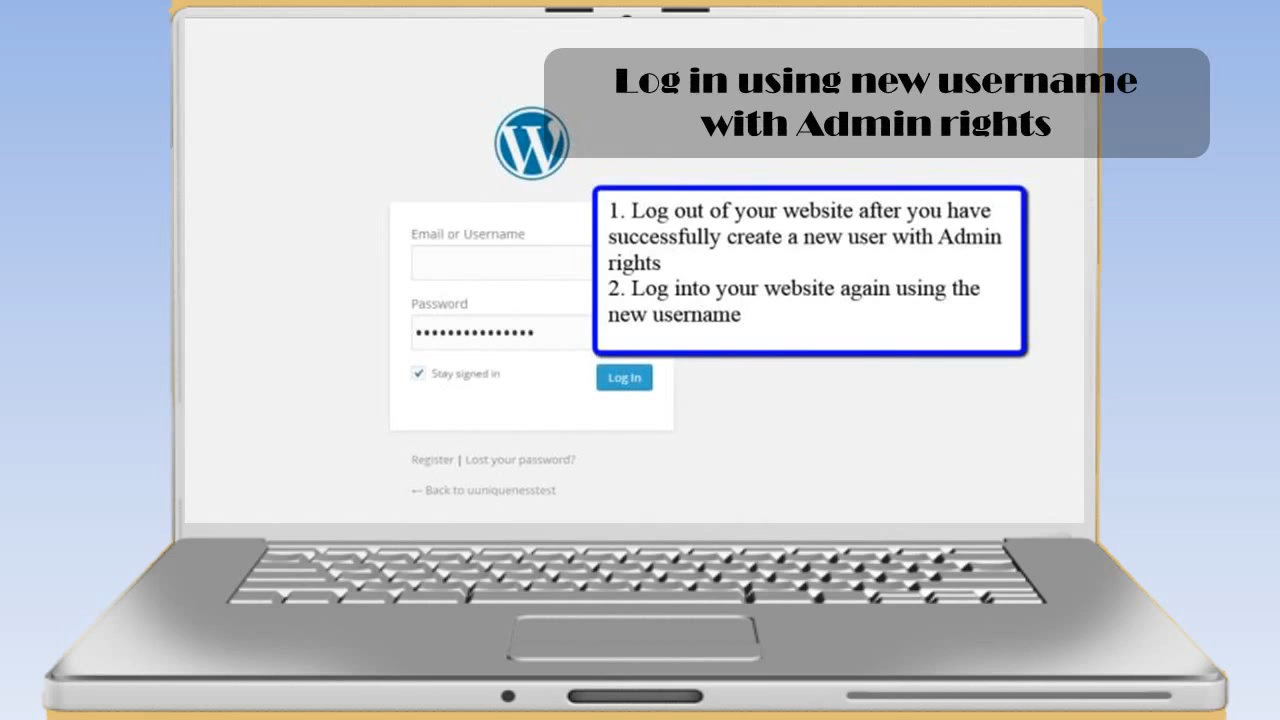 Log in using new username
with Admin rights
W
1. Log out of your website after you have
successfully create a new user with Admin
rights
2. Log into your website again using the
new username
Email or Username
Password
Stay signed in
Log In
Register | Lost your password?
← Back to uuniquenesstest